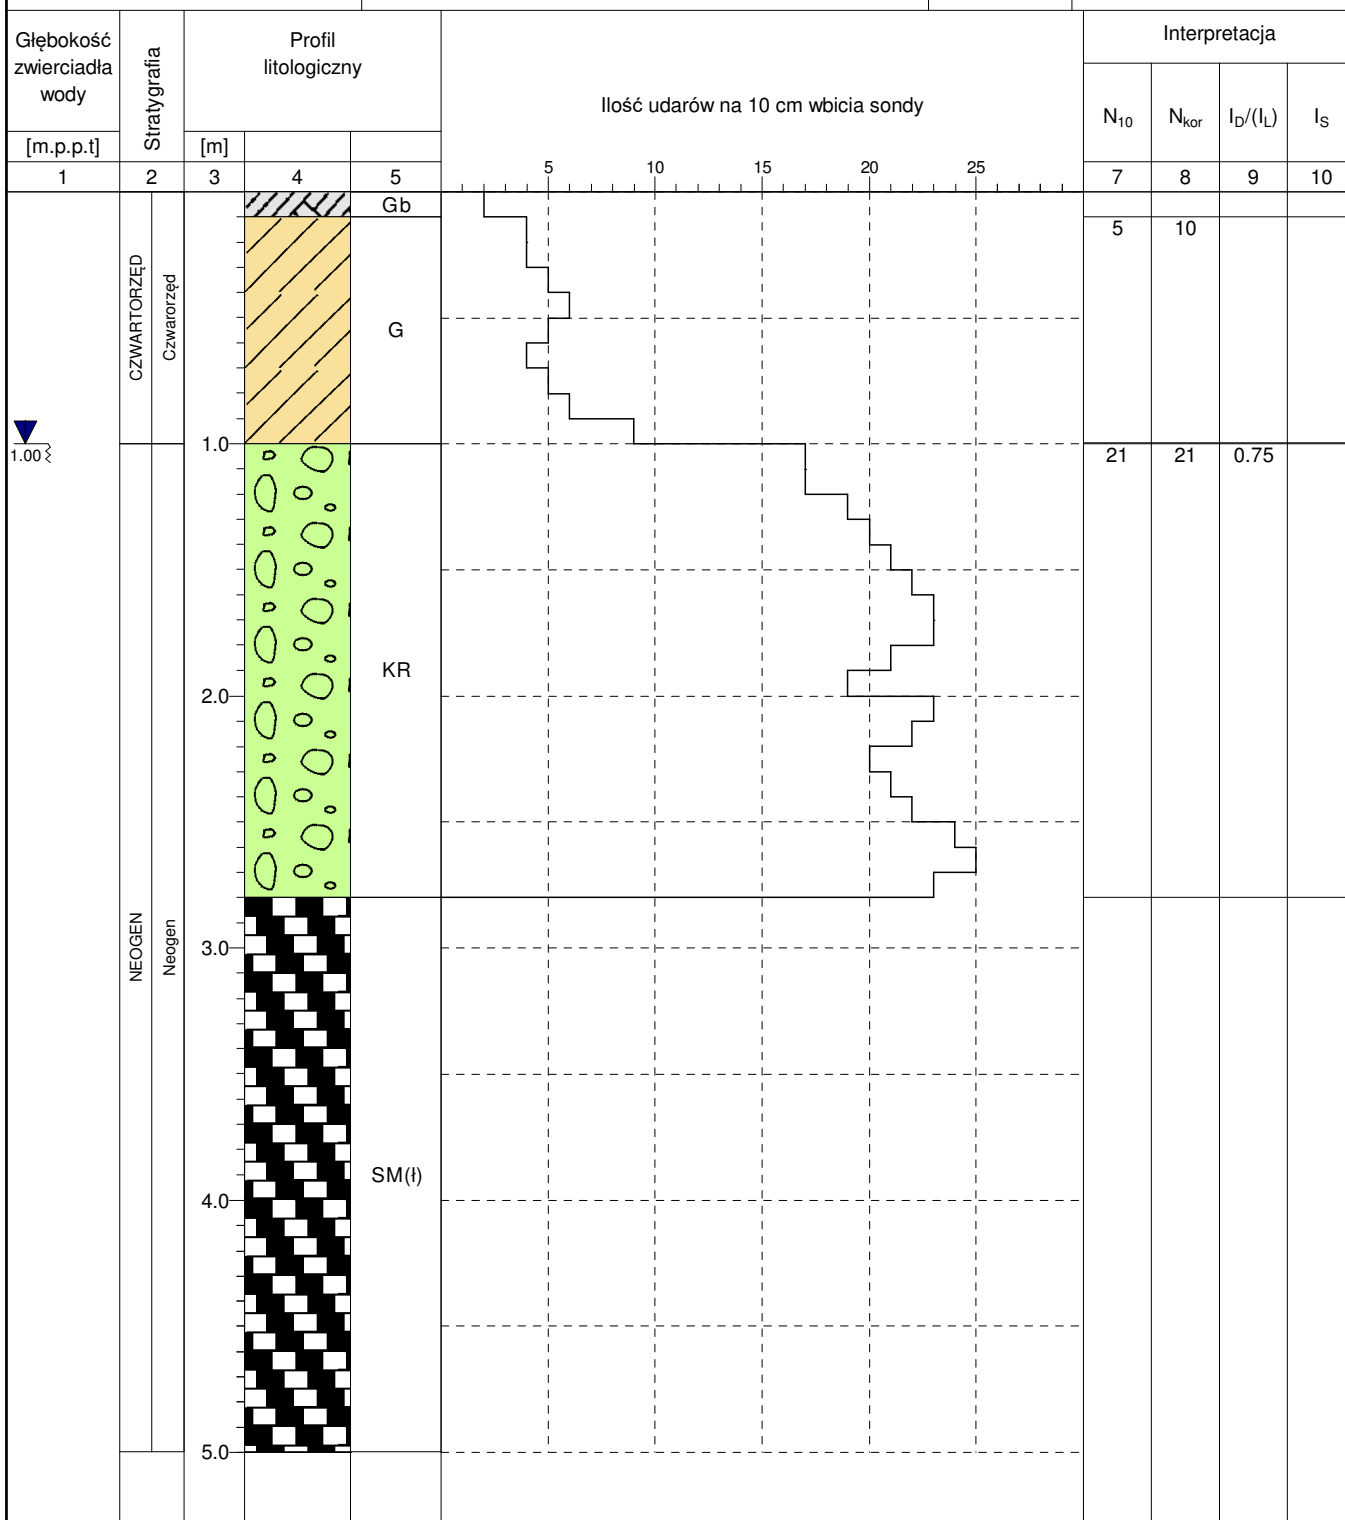 Głębokość
zwierciadła
wody
[m.p.p.t]
Stratygrafia
Profil
litologiczny
[m]
Ilość udarów na 10 cm wbicia sondy
Interpretacja
N10
Nkor
ID/(IL)
IS
5 10 15 20 25
1 2 3 4 5 7 8 9 10
Gb
5 10
CZWARTORZĘD
Czwarorzęd
G
1.00
1.0
21 21 0.75
KR
2.0
NEOGEN
Neogen
3.0
SM(ł)
4.0
5.0